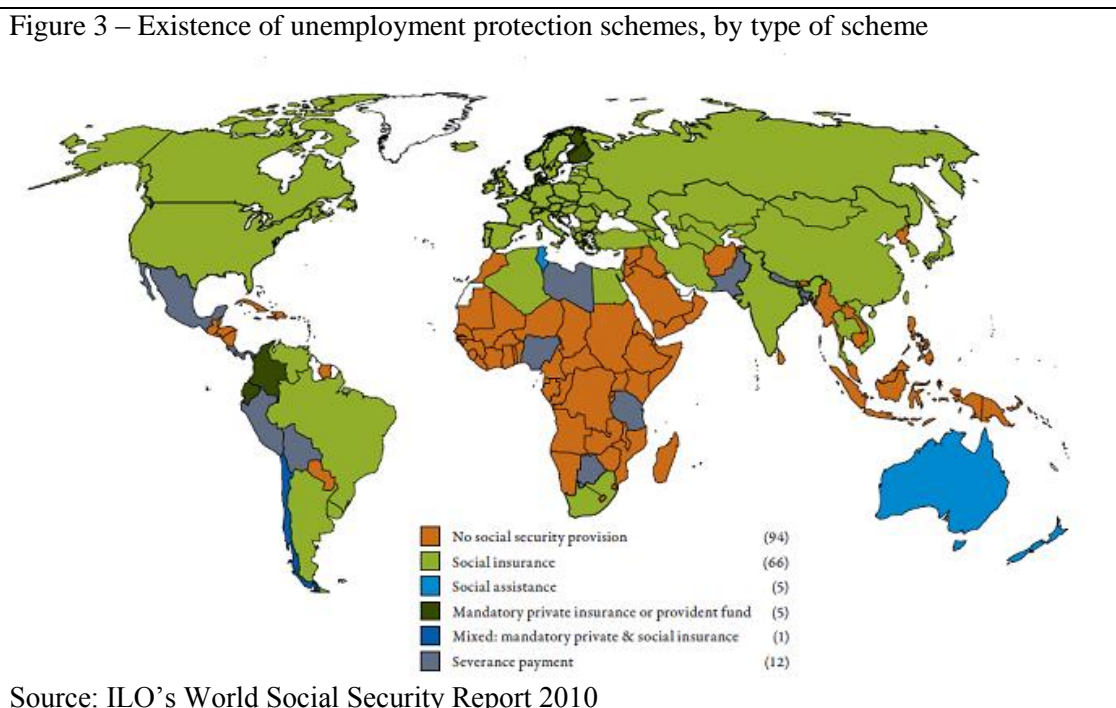 Figure 3 – Existence of unemployment protection schemes, by type of scheme
No social security provision (94)
Social insurance (66)
Social assistance (5)
Mandatory private insurance or provident fund (5)
Mixed: mandatory private & social insurance (1)
Severance payment (12)
Source: ILO’s World Social Security Report 2010